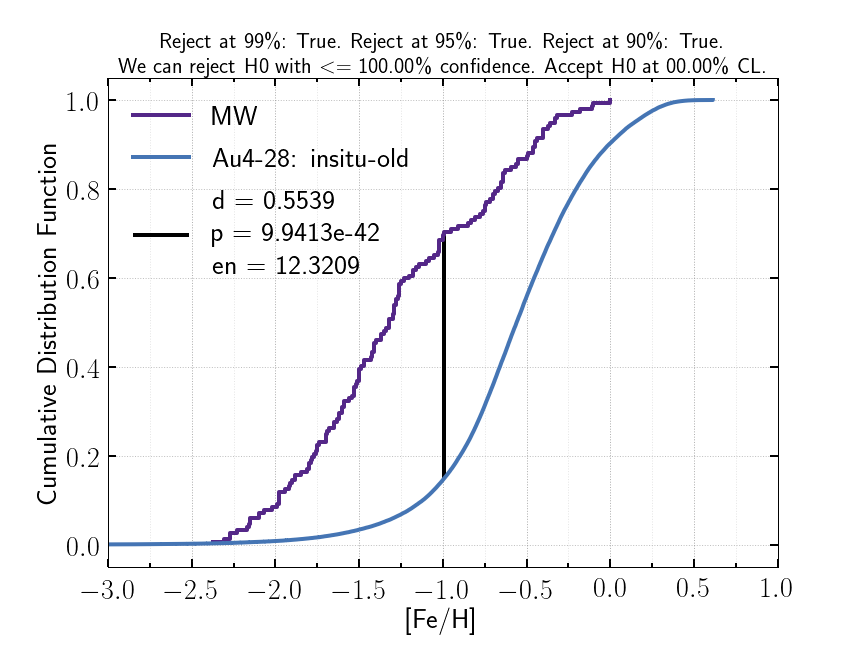 Reject at 99%: True. Reject at 95%: True. Reject at 90%: True.
We can reject H0 with <= 100.00% confidence. Accept H0 at 00.00% CL.
MW
Au4-28: insitu-old
d = 0.5539
p = 9.9413e-42
en = 12.3209
Cumulative Distribution Function
1.0
0.8
0.6
0.4
0.2
0.0
−3.0 −2.5 −2.0 −1.5 −1.0 −0.5 0.0 0.5 1.0
[Fe/H]